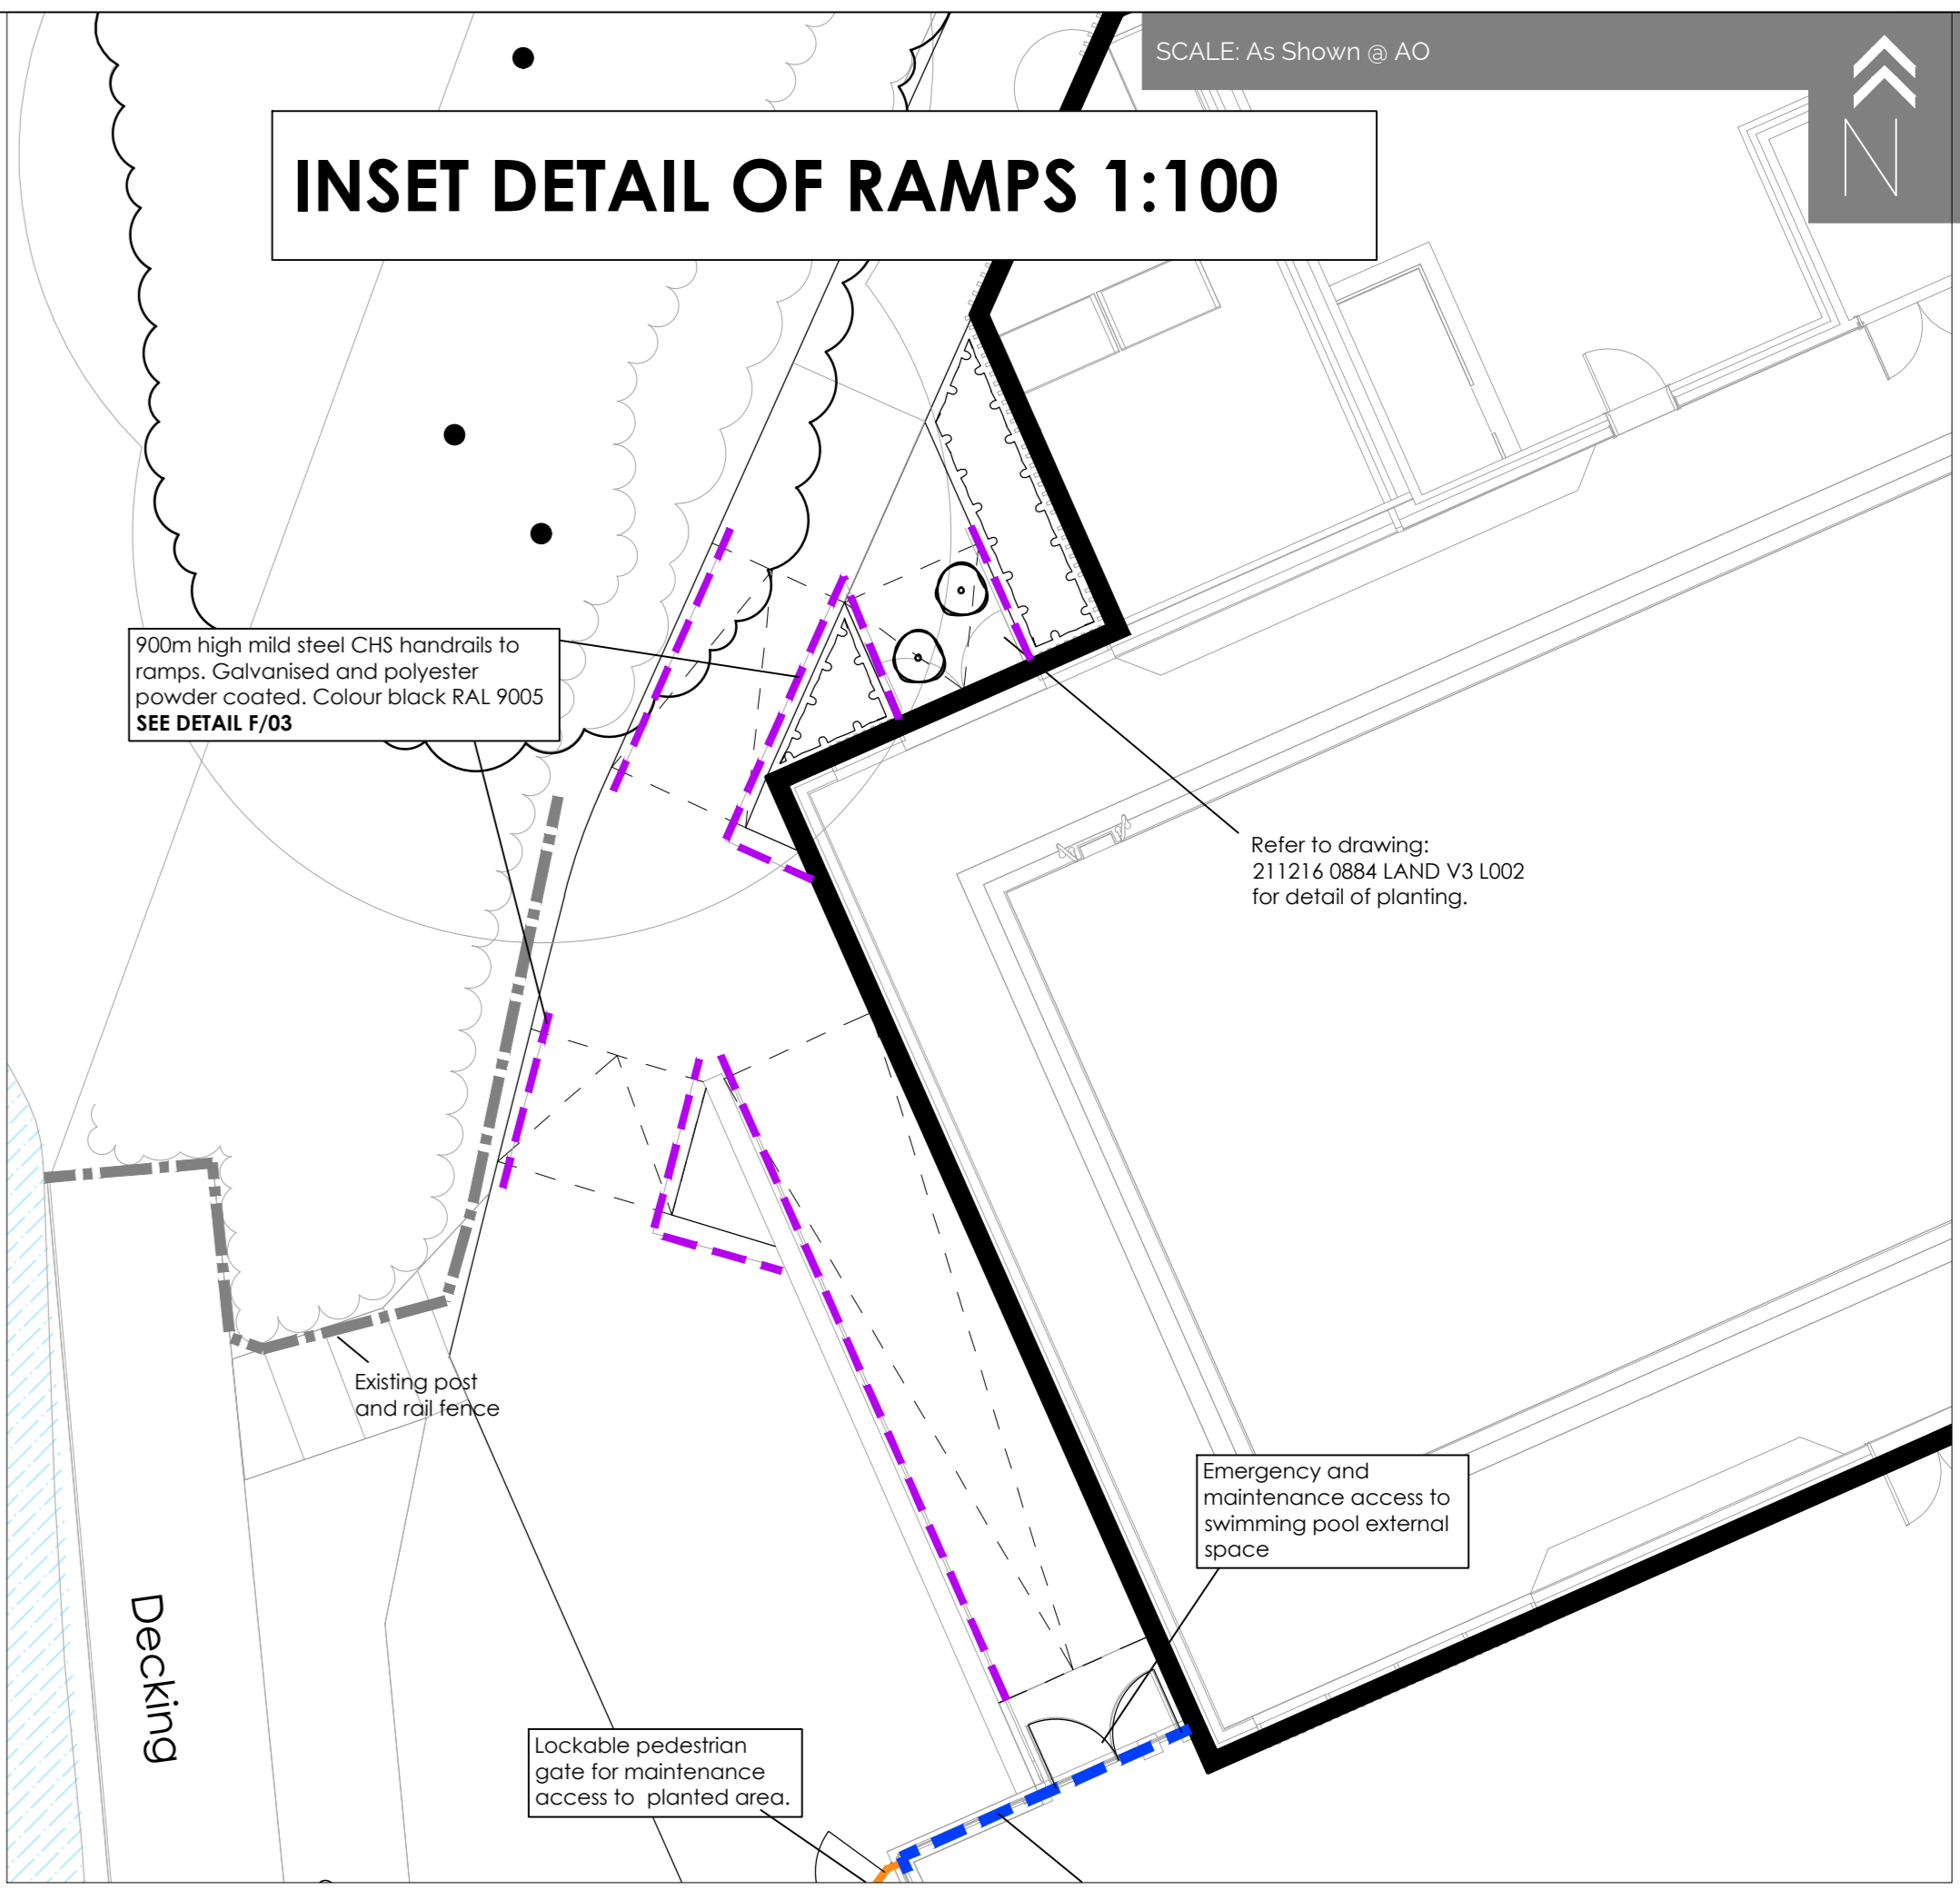 SCALE: As Shown @ AO
N
INSET DETAIL OF RAMPS 1:100
900m high mild steel CHS handrails to
ramps. Galvanised and polyester
powder coated. Colour black RAL 9005
SEE DETAIL F/03
Refer to drawing:
211216 0884 LAND V3 L002
for detail of planting.
Existing post
and rail fence
Emergency and
maintenance access to
swimming pool external
space
Decking
Lockable pedestrian
gate for maintenance
access to planted area.